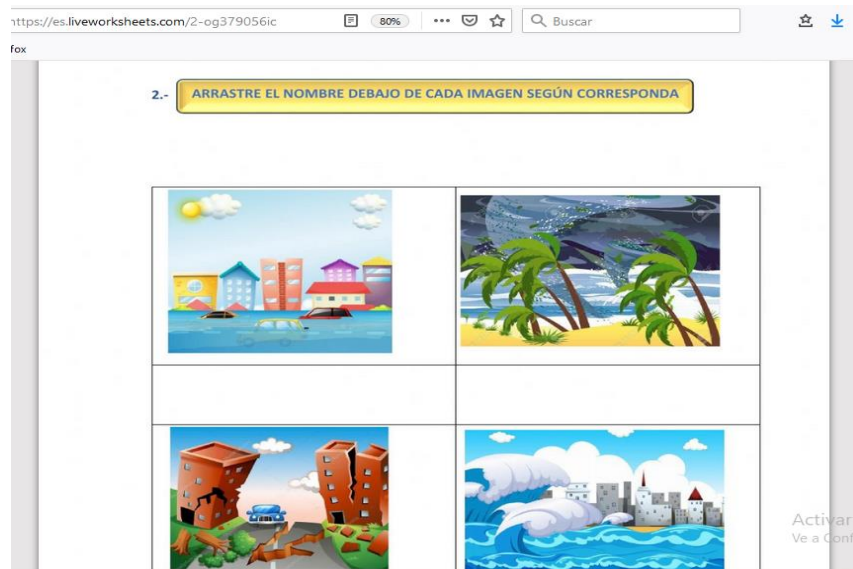 https://es.liveworksheets.com/2-og379056ic 80% Buscar
fox
2.- ARRASTRE EL NOMBRE DEBAJO DE CADA IMAGEN SEGÚN CORRESPONDA
Activar
Ve a Conf